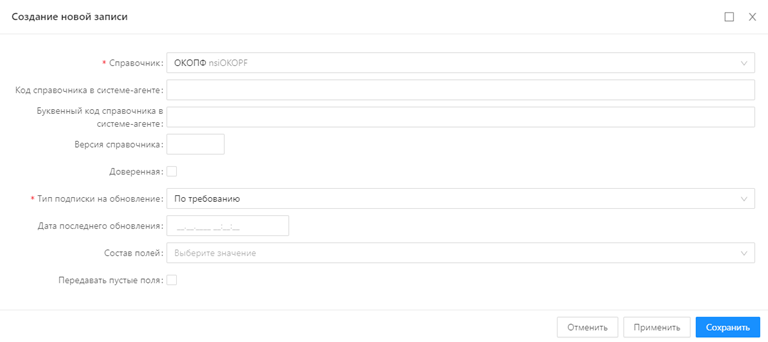 Создание новой записи
* Справочник: ОКОПФ nsiOKOPF
Код справочника в системе-агенте:
Буквенный код справочника в
системе-агенте:
Версия справочника:
Доверенная:
* Тип подписки на обновление: По требованию
Дата последнего обновления: __.__.____ __:__:__
Состав полей: Выберите значение
Передавать пустые поля:
Отменить Применить Сохранить